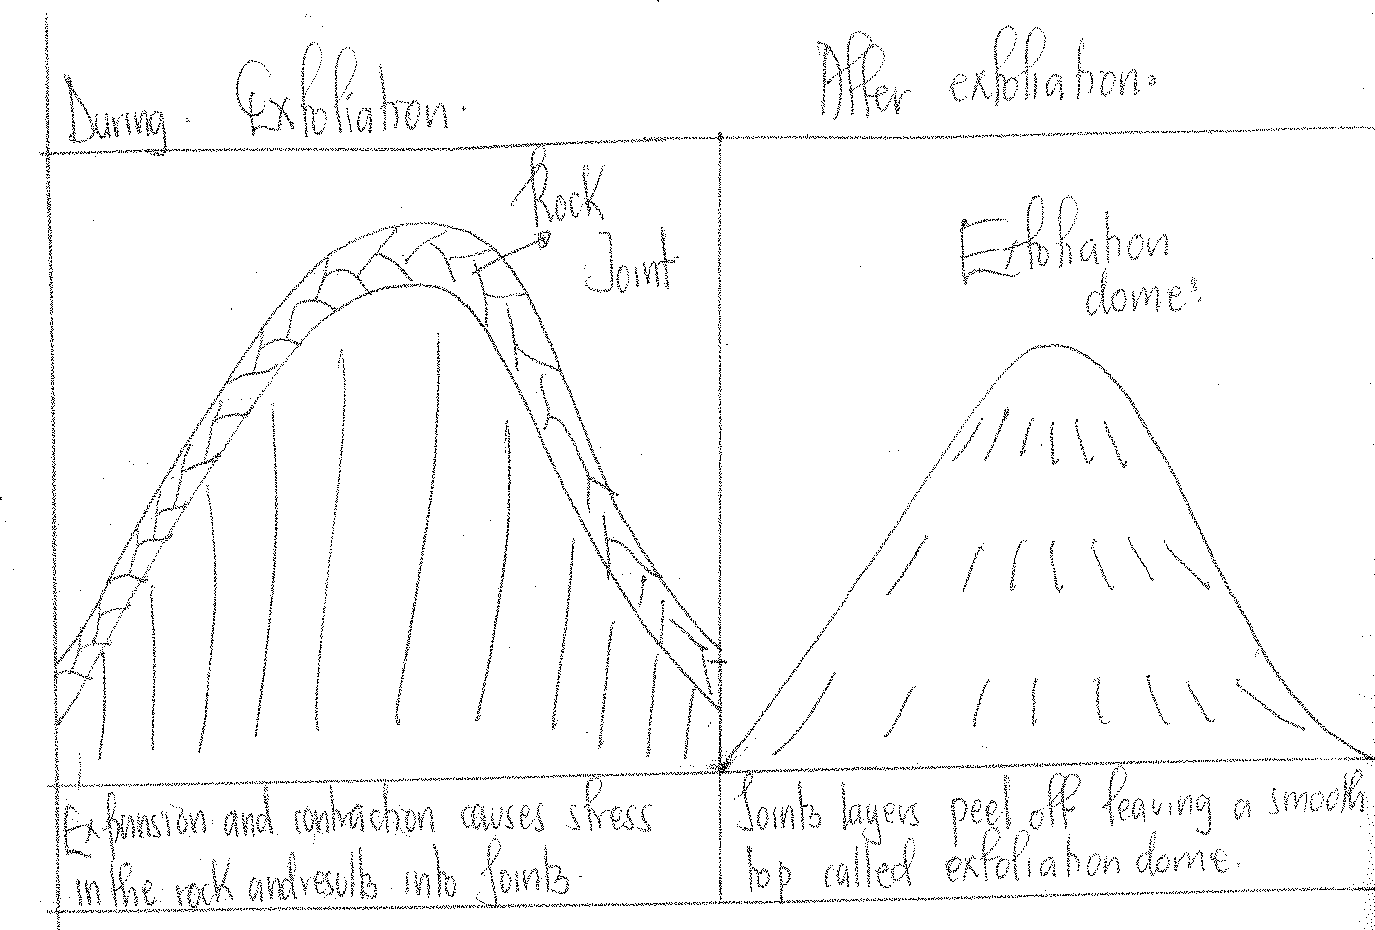 During. Exfoliation.
After exfoliation.
Rock
Joint
Exfoliation
dome.
Expansion and contraction causes stress
in the rock and results into Joints.
Joints layers peel off leaving a smooth
top called exfoliation dome.